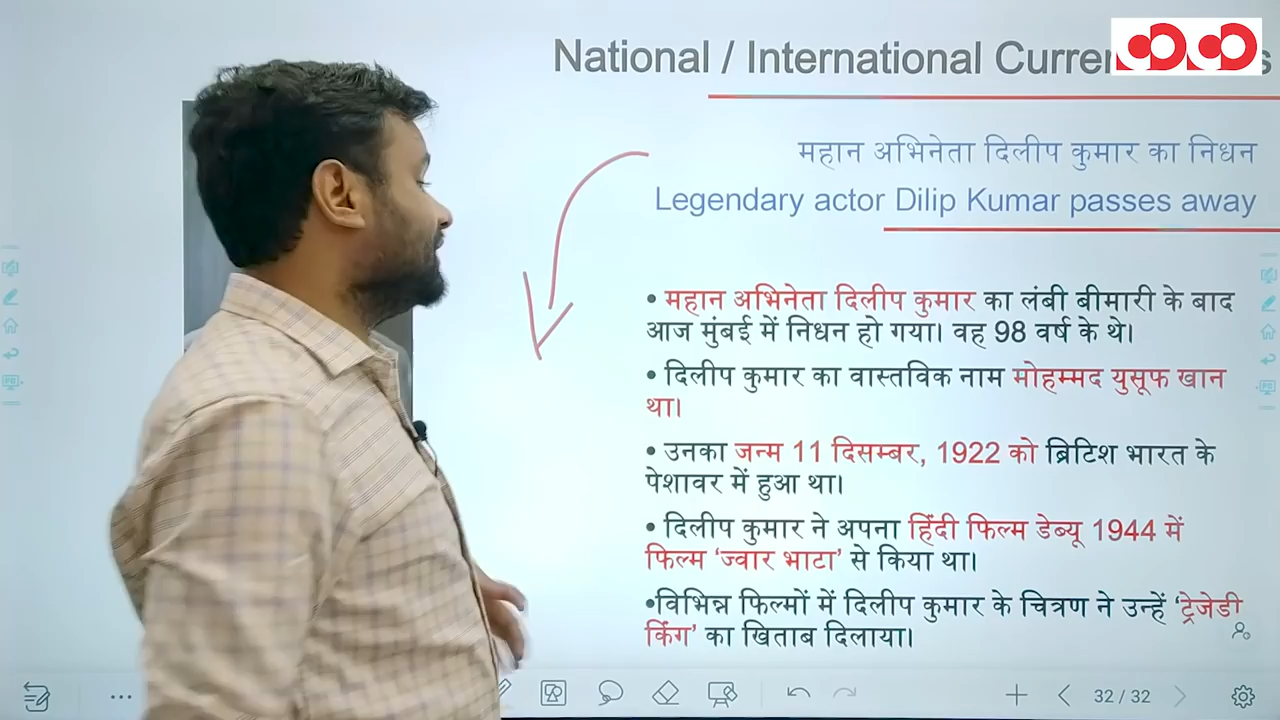 National / International Curre
महान अभिनेता दिलीप कुमार का निधन
Legendary actor Dilip Kumar passes away
• महान अभिनेता दिलीप कुमार का लंबी बीमारी के बाद
आज मुंबई में निधन हो गया। वह 98 वर्ष के थे।
• दिलीप कुमार का वास्तविक नाम मोहम्मद युसूफ खान
था।
• उनका जन्म 11 दिसम्बर, 1922 को ब्रिटिश भारत के
पेशावर में हुआ था।
• दिलीप कुमार ने अपना हिंदी फिल्म डेब्यू 1944 में
फिल्म ‘ज्वार भाटा’ से किया था।
•विभिन्न फिल्मों में दिलीप कुमार के चित्रण ने उन्हें ‘ट्रेजेडी
किंग’ का खिताब दिलाया।
32 / 32